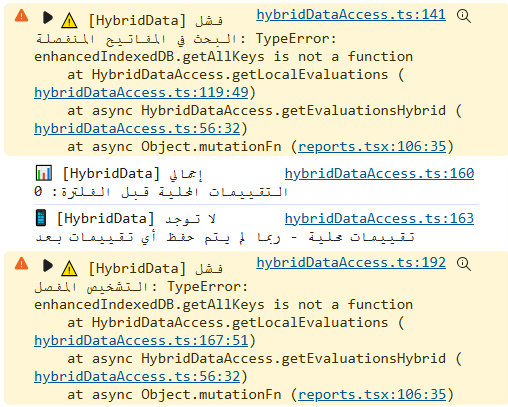 ⚠️ [HybridData] فشل hybridDataAccess.ts:141
البحث في المفاتيح المنفصلة: TypeError:
enhancedIndexedDB.getAllKeys is not a function
at HybridDataAccess.getLocalEvaluations (
hybridDataAccess.ts:119:49)
at async HybridDataAccess.getEvaluationsHybrid (
hybridDataAccess.ts:56:32)
at async Object.mutationFn (reports.tsx:106:35)
📊 [HybridData] إجمالي hybridDataAccess.ts:160
التقييمات المحلية قبل الفلترة: 0
📱 [HybridData] لا توجد hybridDataAccess.ts:163
تقييمات محلية - ربما لم يتم حفظ أي تقييمات بعد
⚠️ [HybridData] فشل hybridDataAccess.ts:192
التشخيص المفصل: TypeError:
enhancedIndexedDB.getAllKeys is not a function
at HybridDataAccess.getLocalEvaluations (
hybridDataAccess.ts:167:51)
at async HybridDataAccess.getEvaluationsHybrid (
hybridDataAccess.ts:56:32)
at async Object.mutationFn (reports.tsx:106:35)